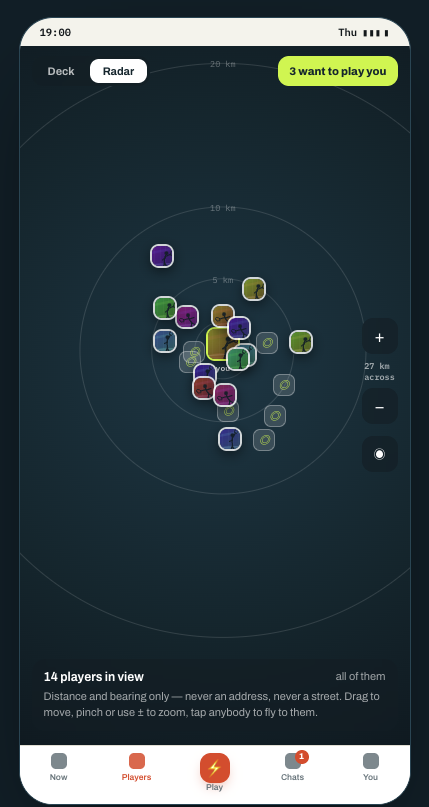 19:00
Thu
Deck
Radar
3 want to play you
20 km
10 km
5 km
you
+
27 km
across
−
14 players in view
all of them
Distance and bearing only — never an address, never a street. Drag to
move, pinch or use ± to zoom, tap anybody to fly to them.
1
Now
Players
Play
Chats
You